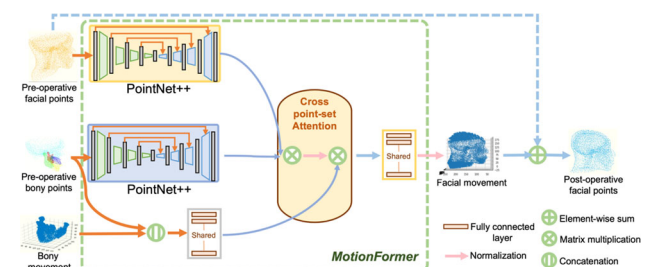 Pre-operative
facial points
PointNet++
Cross
point-set
Attention
Pre-operative
bony points
PointNet++
Shared
Facial movement
Post-operative
facial points
Bony
movement
Shared
MotionFormer
Fully connected
layer
Normalization
Element-wise sum
Matrix multiplication
Concatenation